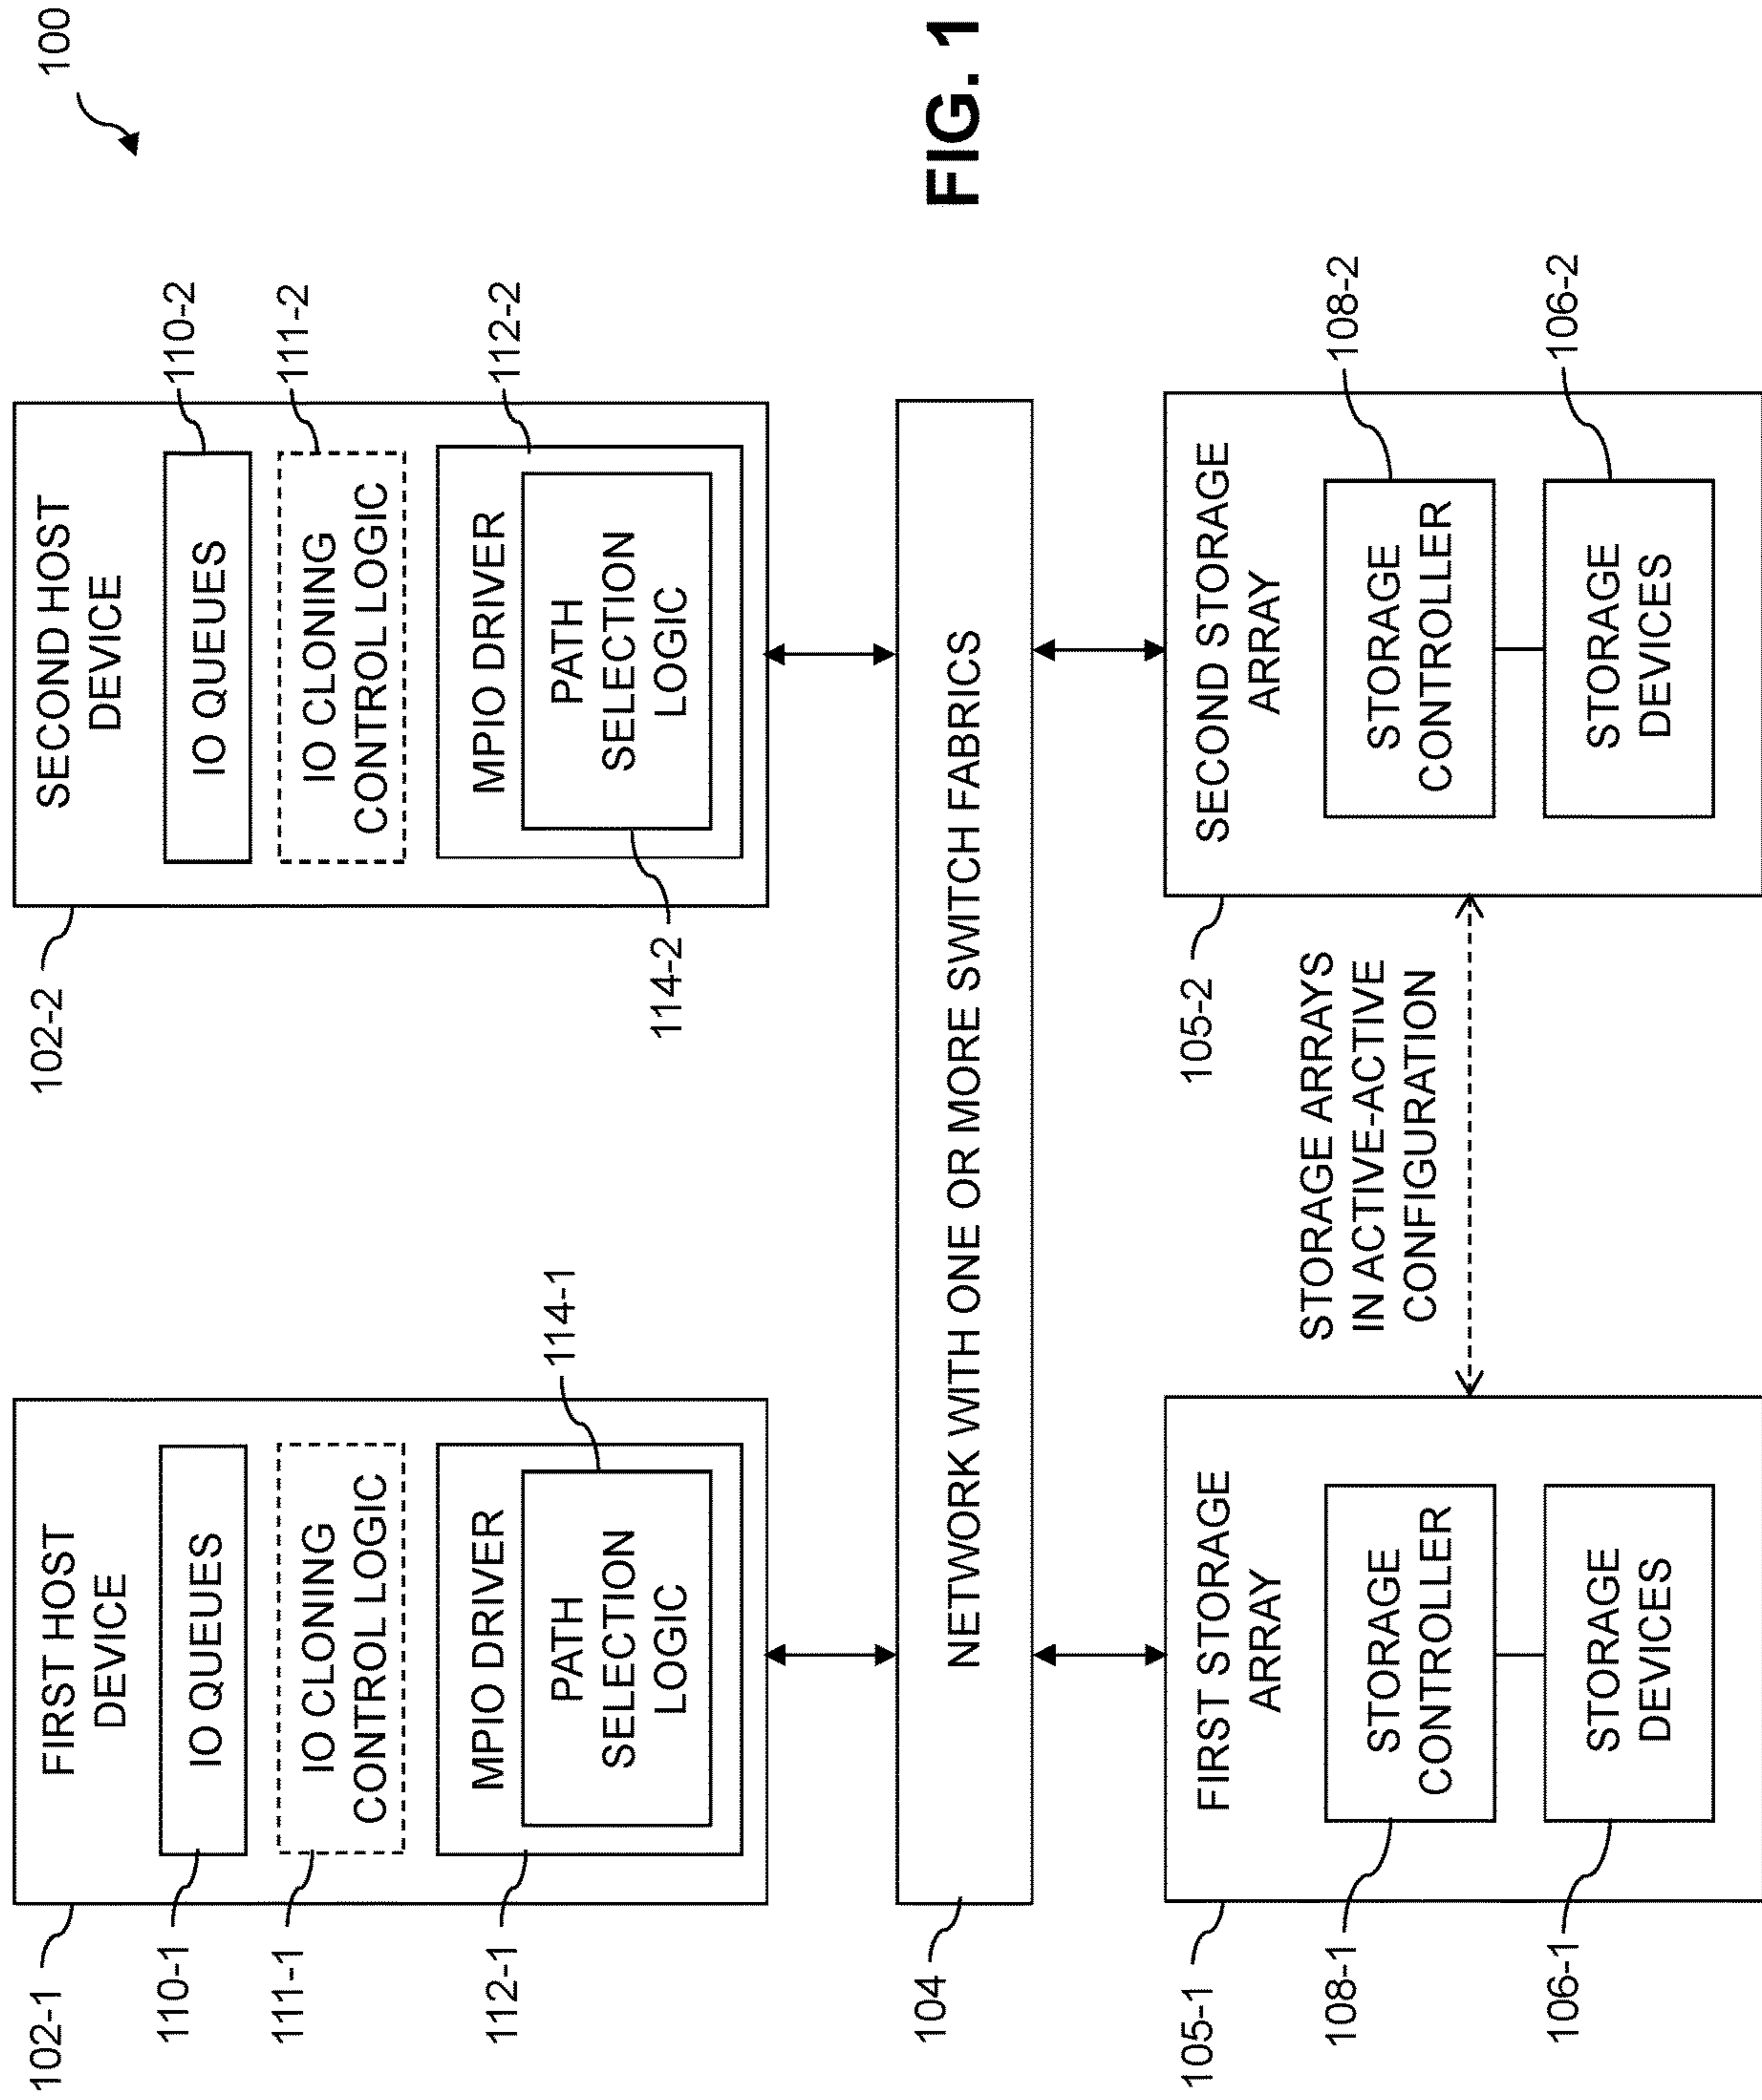 100
102-1
FIRST HOST
DEVICE
110-1
IO QUEUES
111-1
IO CLONING
CONTROL LOGIC
112-1
MPIO DRIVER
PATH
SELECTION
LOGIC
114-1
102-2
SECOND HOST
DEVICE
110-2
IO QUEUES
111-2
IO CLONING
CONTROL LOGIC
112-2
MPIO DRIVER
PATH
SELECTION
LOGIC
114-2
104
NETWORK WITH ONE OR MORE SWITCH FABRICS
105-1
FIRST STORAGE
ARRAY
108-1
STORAGE
CONTROLLER
106-1
STORAGE
DEVICES
STORAGE ARRAYS
IN ACTIVE-ACTIVE
CONFIGURATION
105-2
SECOND STORAGE
ARRAY
108-2
STORAGE
CONTROLLER
106-2
STORAGE
DEVICES
FIG. 1